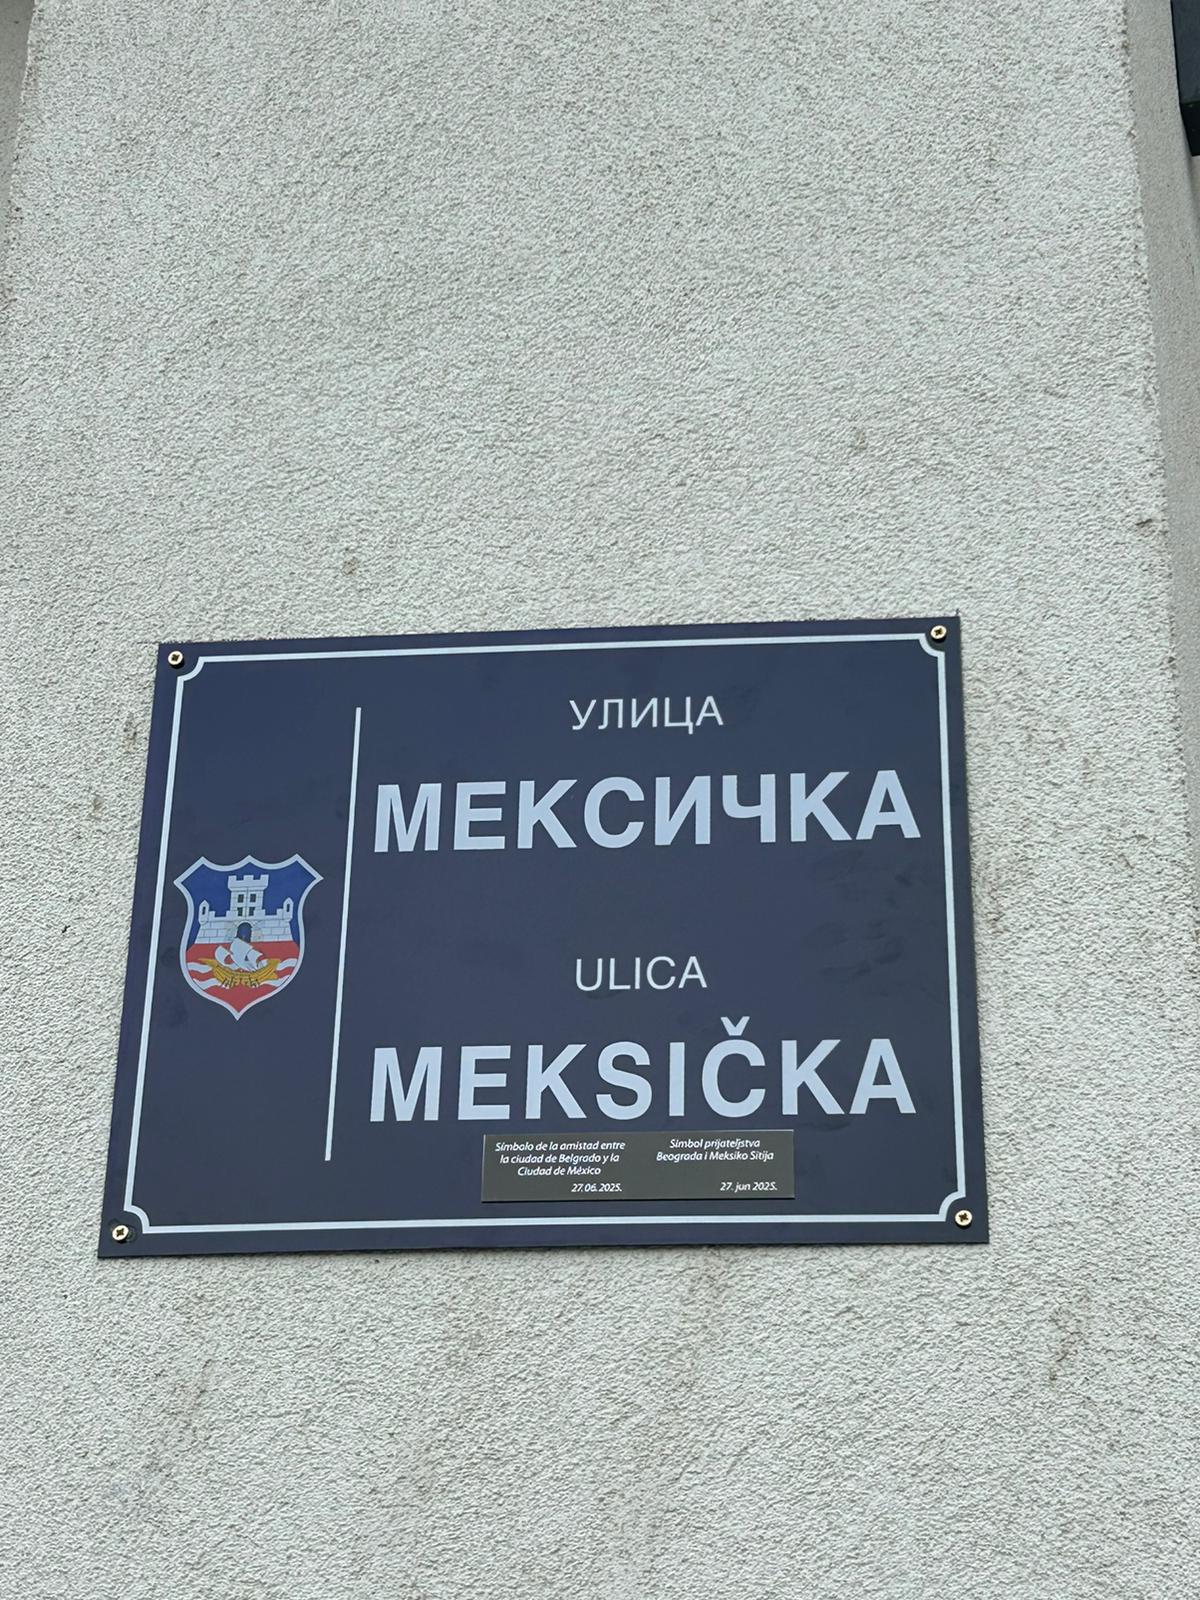 УЛИЦА
МЕКСИЧКА
ULICA
MEKSIČKA
Símbolo de la amistad entre
la ciudad de Belgrado y la
Ciudad de México
27.06.2025.
Simbol prijateljstva
Beograda i Meksiko Sitija
27. jun 2025.